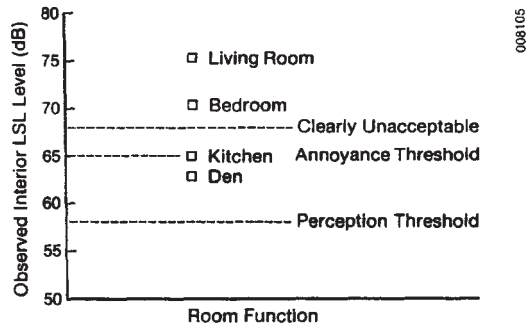 008105
Observed Interior LSL Level (dB)
80
75
70
65
60
55
50
Living Room
Bedroom
Clearly Unacceptable
Kitchen Annoyance Threshold
Den
Perception Threshold
Room Function